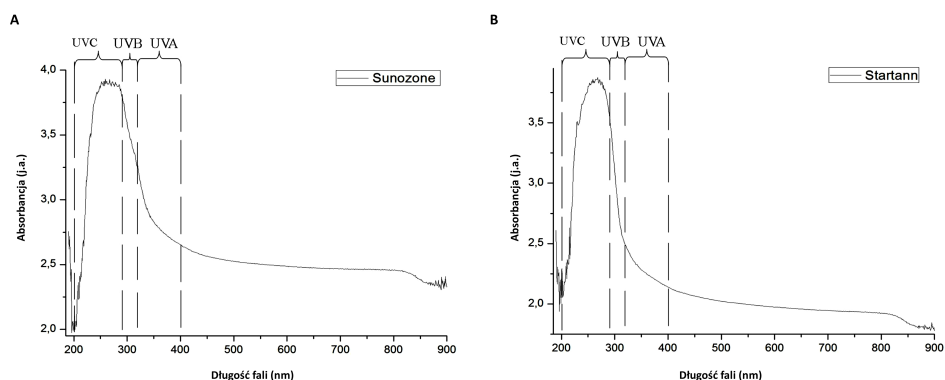 A
UVC UVB UVA
4,0
3,5
3,0
2,5
2,0
Absorbancja (j.a.)
Sunozone
200 300 400 500 600 700 800 900
Długość fali (nm)
B
UVC UVB UVA
3,5
3,0
2,5
2,0
Absorbancja (j.a.)
Startann
200 300 400 500 600 700 800 900
Długość fali (nm)